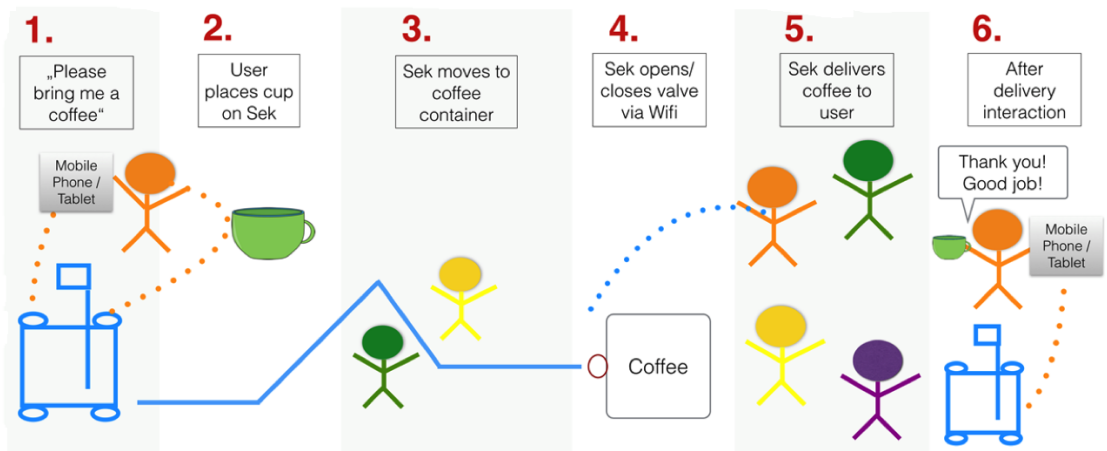 1.
„Please
bring me a
coffee“
Mobile
Phone /
Tablet
2.
User
places cup
on Sek
3.
Sek moves to
coffee
container
4.
Sek opens/
closes valve
via Wifi
Coffee
5.
Sek delivers
coffee to
user
6.
After
delivery
interaction
Thank you!
Good job!
Mobile
Phone /
Tablet